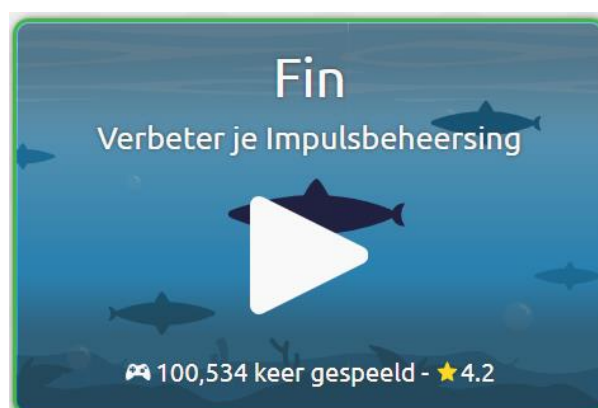 Fin
Verbeter je Impulsbeheersing
100,534 keer gespeeld - 4.2